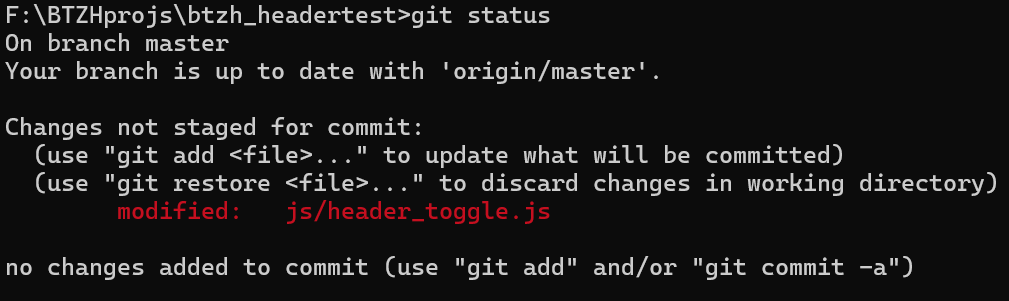 F:\BTZHprojs\btzh_headertest>git status
On branch master
Your branch is up to date with 'origin/master'.

Changes not staged for commit:
  (use "git add <file>..." to update what will be committed)
  (use "git restore <file>..." to discard changes in working directory)
        modified:   js/header_toggle.js

no changes added to commit (use "git add" and/or "git commit -a")